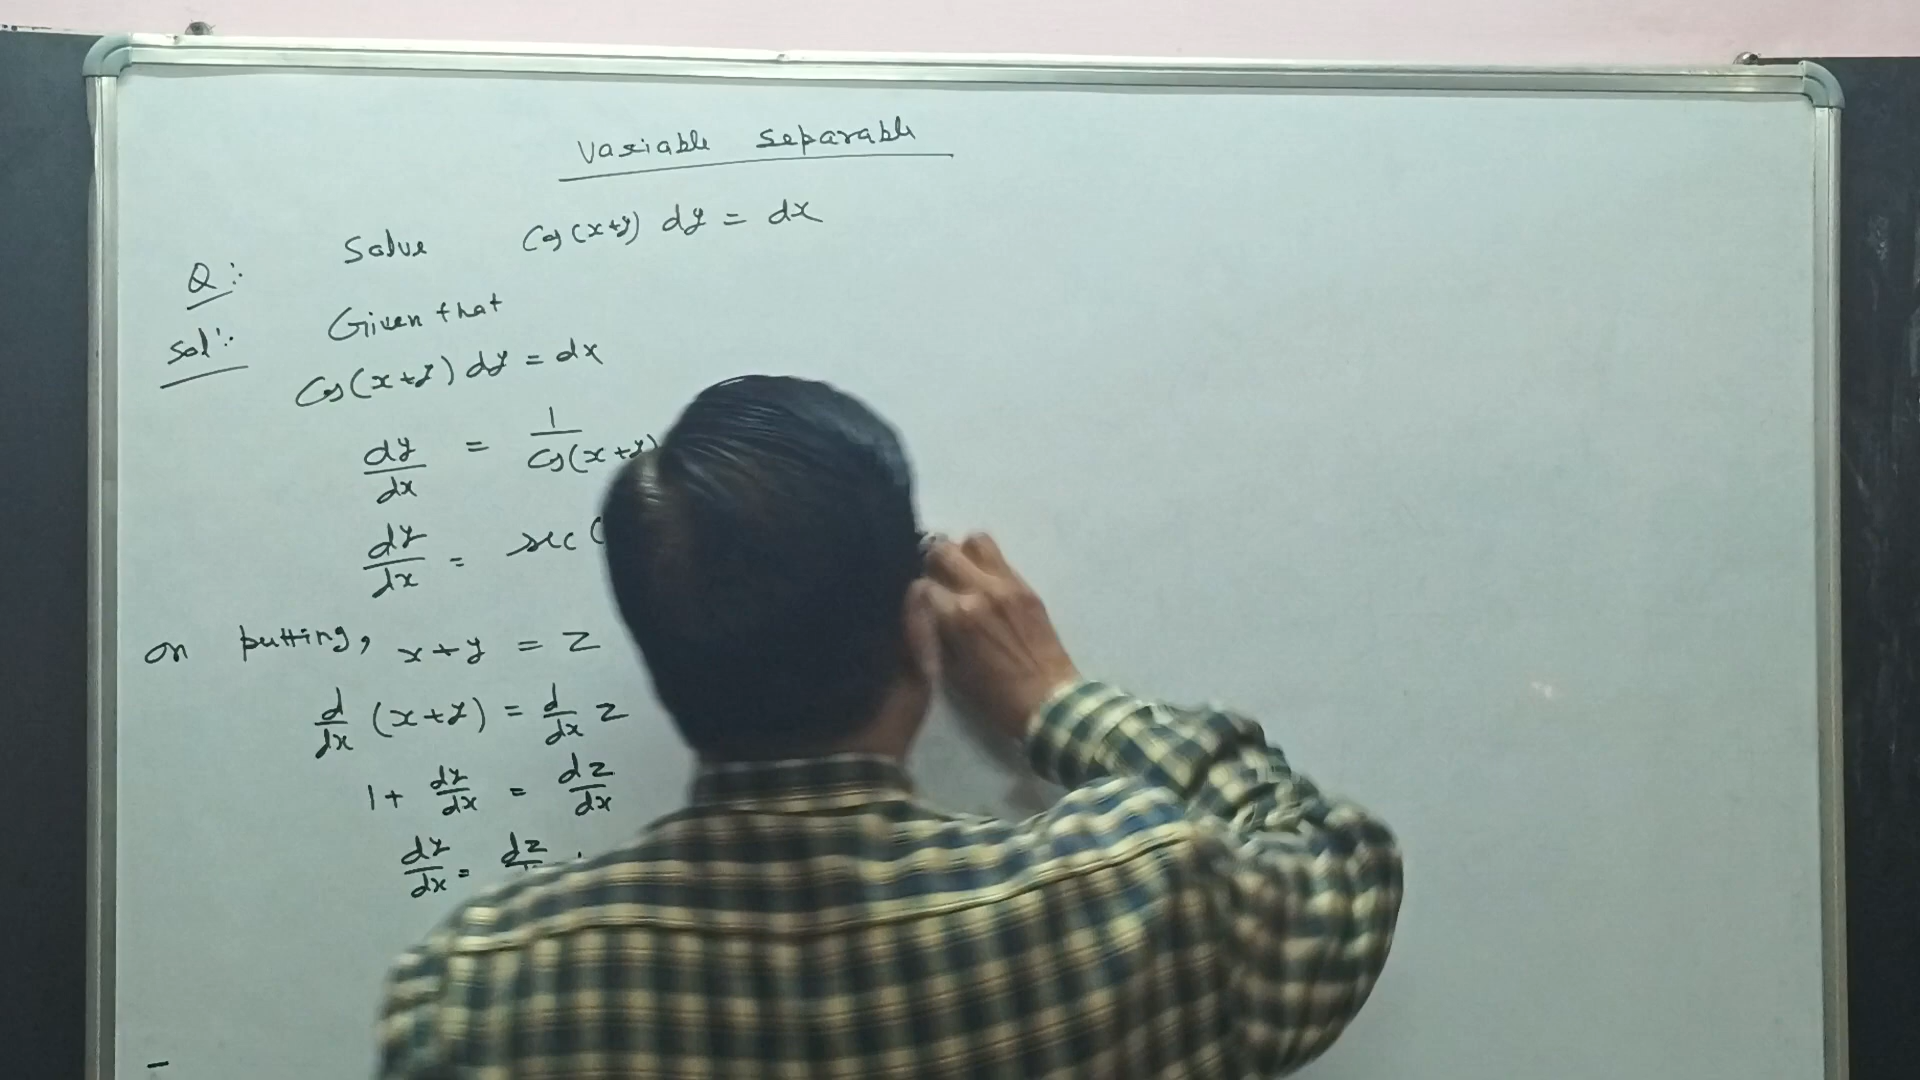 Variable separable
Q:- Solve Cos(x+y) dy = dx
Sol:- Given that
Cos(x+y) dy = dx
dy/dx = 1/Cos(x+y)
dy/dx = sec (
on putting, x+y = z
d/dx (x+y) = d/dx z
1+ dy/dx = dz/dx
dy/dx = dz